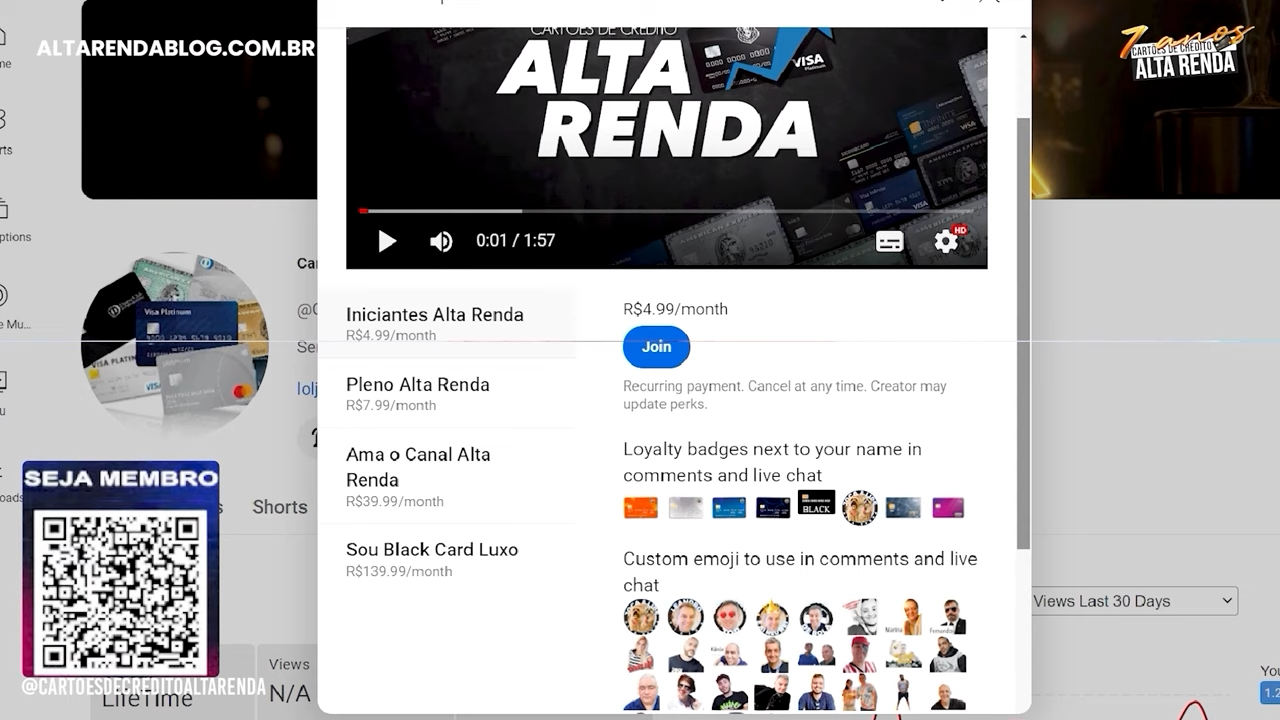 ALTARENDABLOG.COM.BR
7 anos
CARTÕES DE CRÉDITO
ALTA RENDA
CARTÕES DE CRÉDITO
ALTA
RENDA
VISA
0:01 / 1:57
HD
Iniciantes Alta Renda
R$4.99/month
Pleno Alta Renda
R$7.99/month
Ama o Canal Alta
Renda
R$39.99/month
Sou Black Card Luxo
R$139.99/month
R$4.99/month
Join
Recurring payment. Cancel at any time. Creator may
update perks.
Loyalty badges next to your name in
comments and live chat
BLACK
Custom emoji to use in comments and live
chat
Visa Platinum
SEJA MEMBRO
Shorts
Views Last 30 Days
Views
N/A
LifeTime
@CARTOESDECREDITOALTARENDA